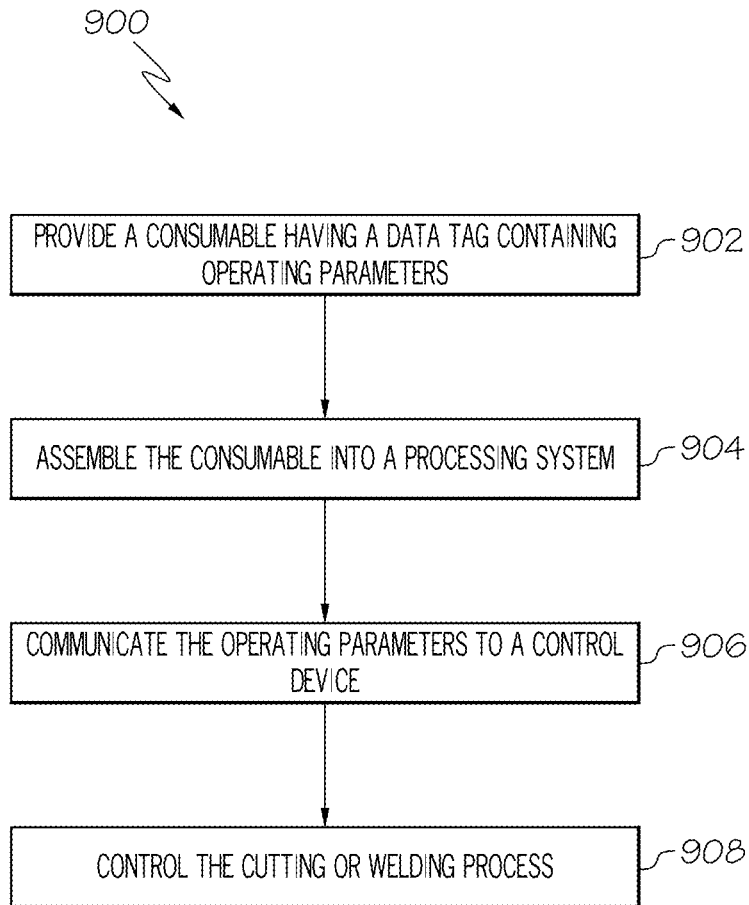 900
PROVIDE A CONSUMABLE HAVING A DATA TAG CONTAINING
OPERATING PARAMETERS
902
ASSEMBLE THE CONSUMABLE INTO A PROCESSING SYSTEM
904
COMMUNICATE THE OPERATING PARAMETERS TO A CONTROL
DEVICE
906
CONTROL THE CUTTING OR WELDING PROCESS
908